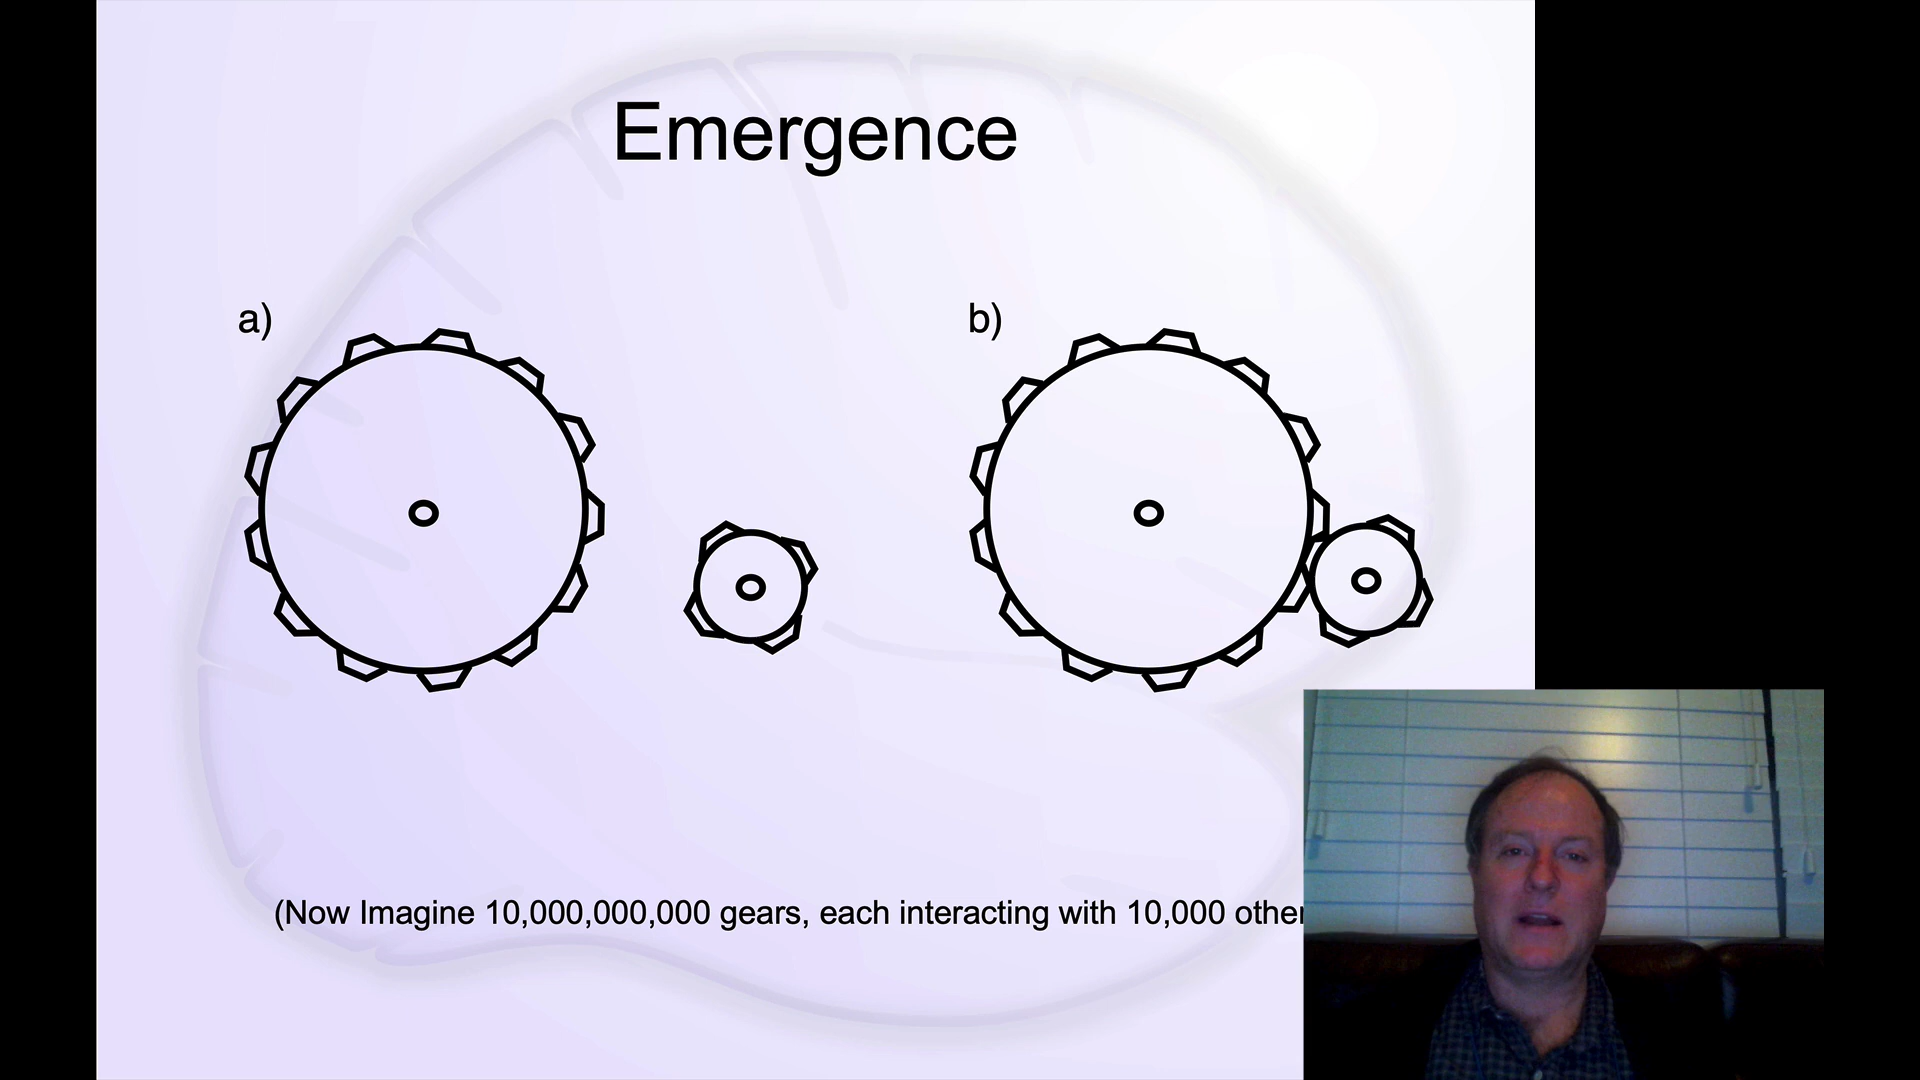 Emergence
a)
b)
(Now Imagine 10,000,000,000 gears, each interacting with 10,000 other